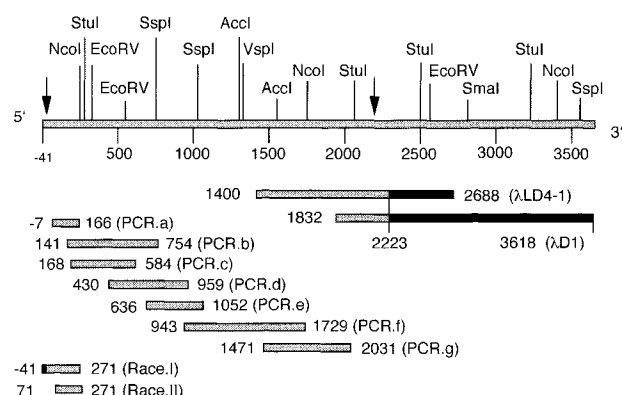 StuI SspI AccI StuI StuI
NcoI EcoRV SspI VspI NcoI StuI EcoRV NcoI
EcoRV AccI SmaI SspI
5' 3'
-41 500 1000 1500 2000 2500 3000 3500
1400 2688 (λLD4-1)
-7 166 (PCR.a) 1832
141 754 (PCR.b) 2223 3618 (λD1)
168 584 (PCR.c)
430 959 (PCR.d)
636 1052 (PCR.e)
943 1729 (PCR.f)
1471 2031 (PCR.g)
-41 271 (Race.I)
71 271 (Race.II)